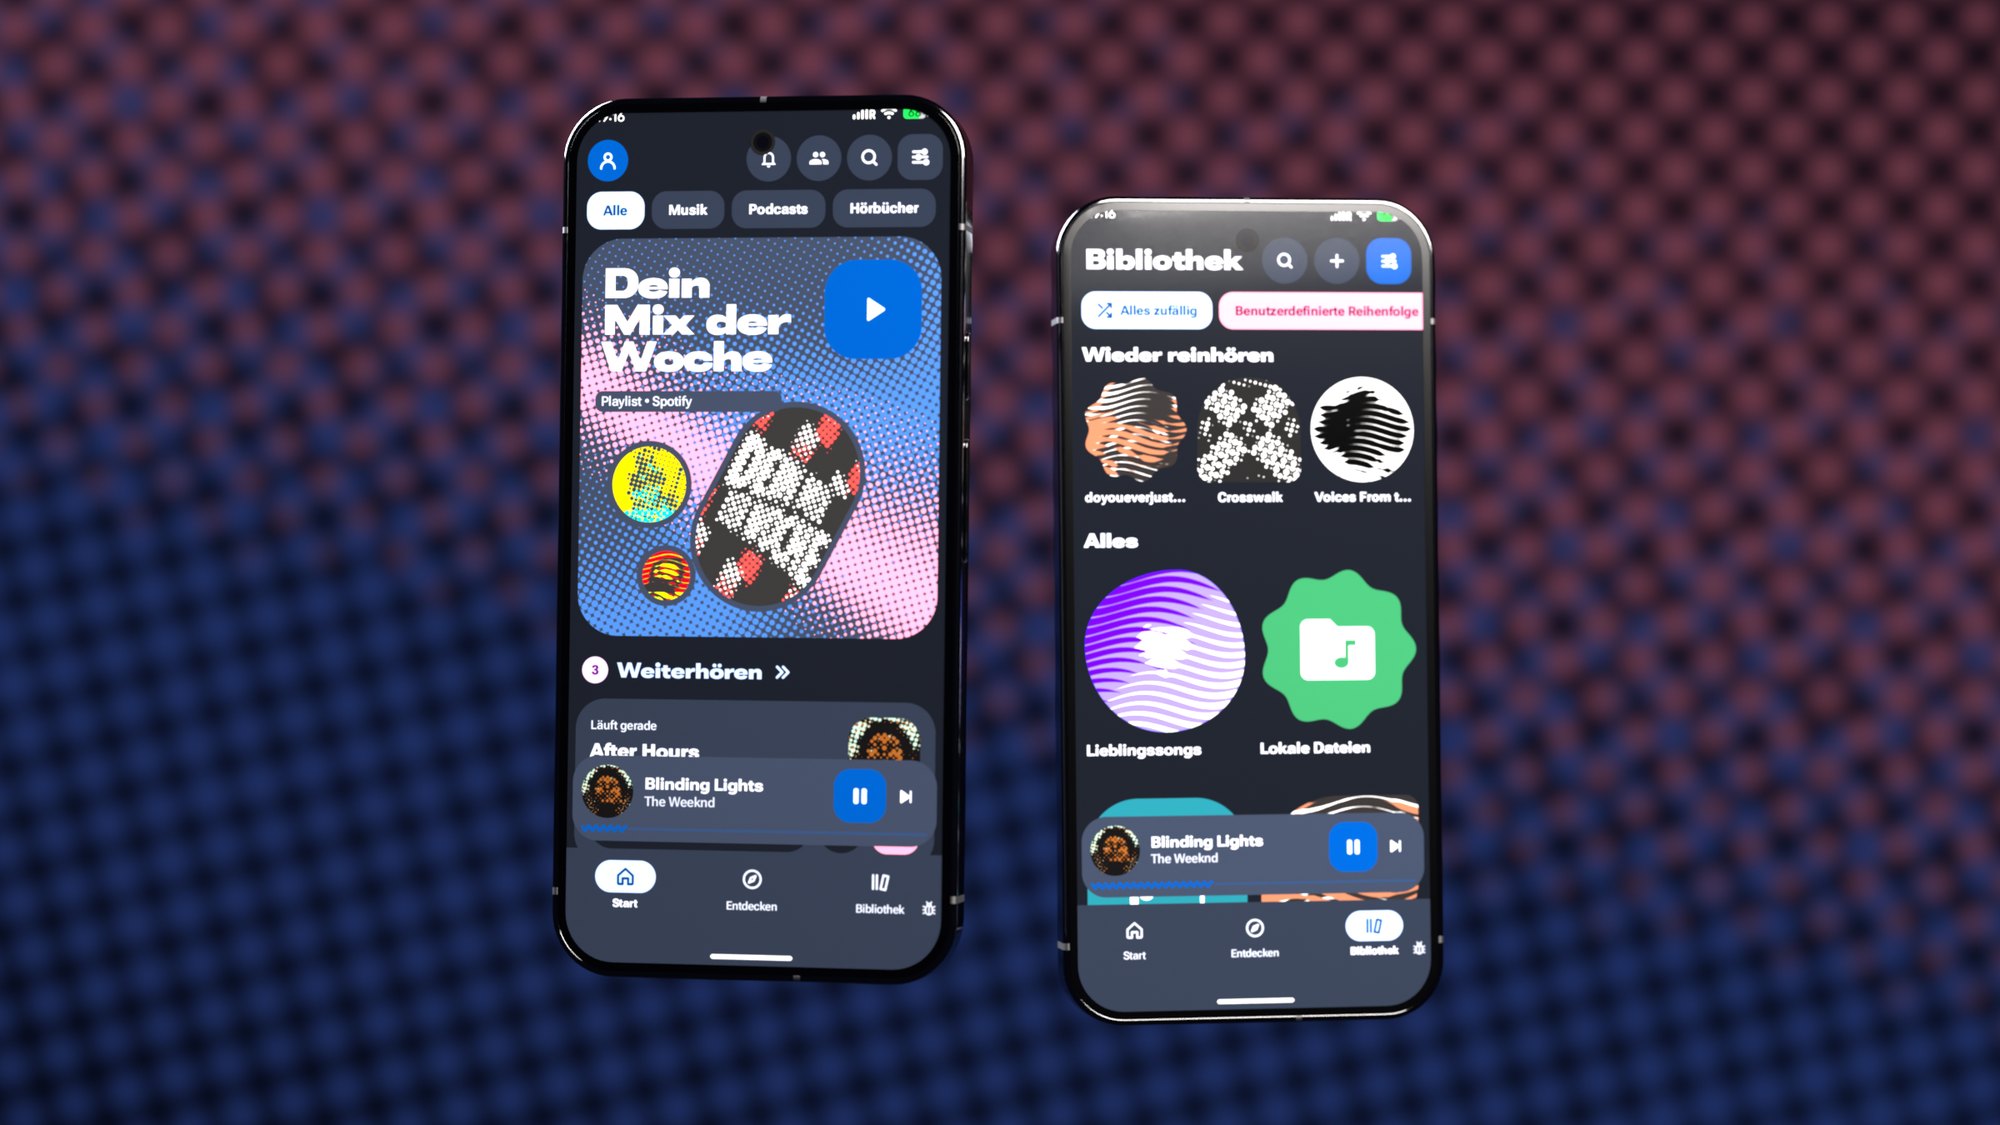 Alle
Musik
Podcasts
Hörbücher
Dein
Mix der
Woche
Playlist • Spotify
3
Weiterhören
Läuft gerade
After Hours
Blinding Lights
The Weeknd
Start
Entdecken
Bibliothek
Bibliothek
Alles zufällig
Benutzerdefinierte Reihenfolge
Wieder reinhören
doyoueverjust...
Crosswalk
Voices From t...
Alles
Lieblingssongs
Lokale Dateien
Blinding Lights
The Weeknd
Start
Entdecken
Bibliothek